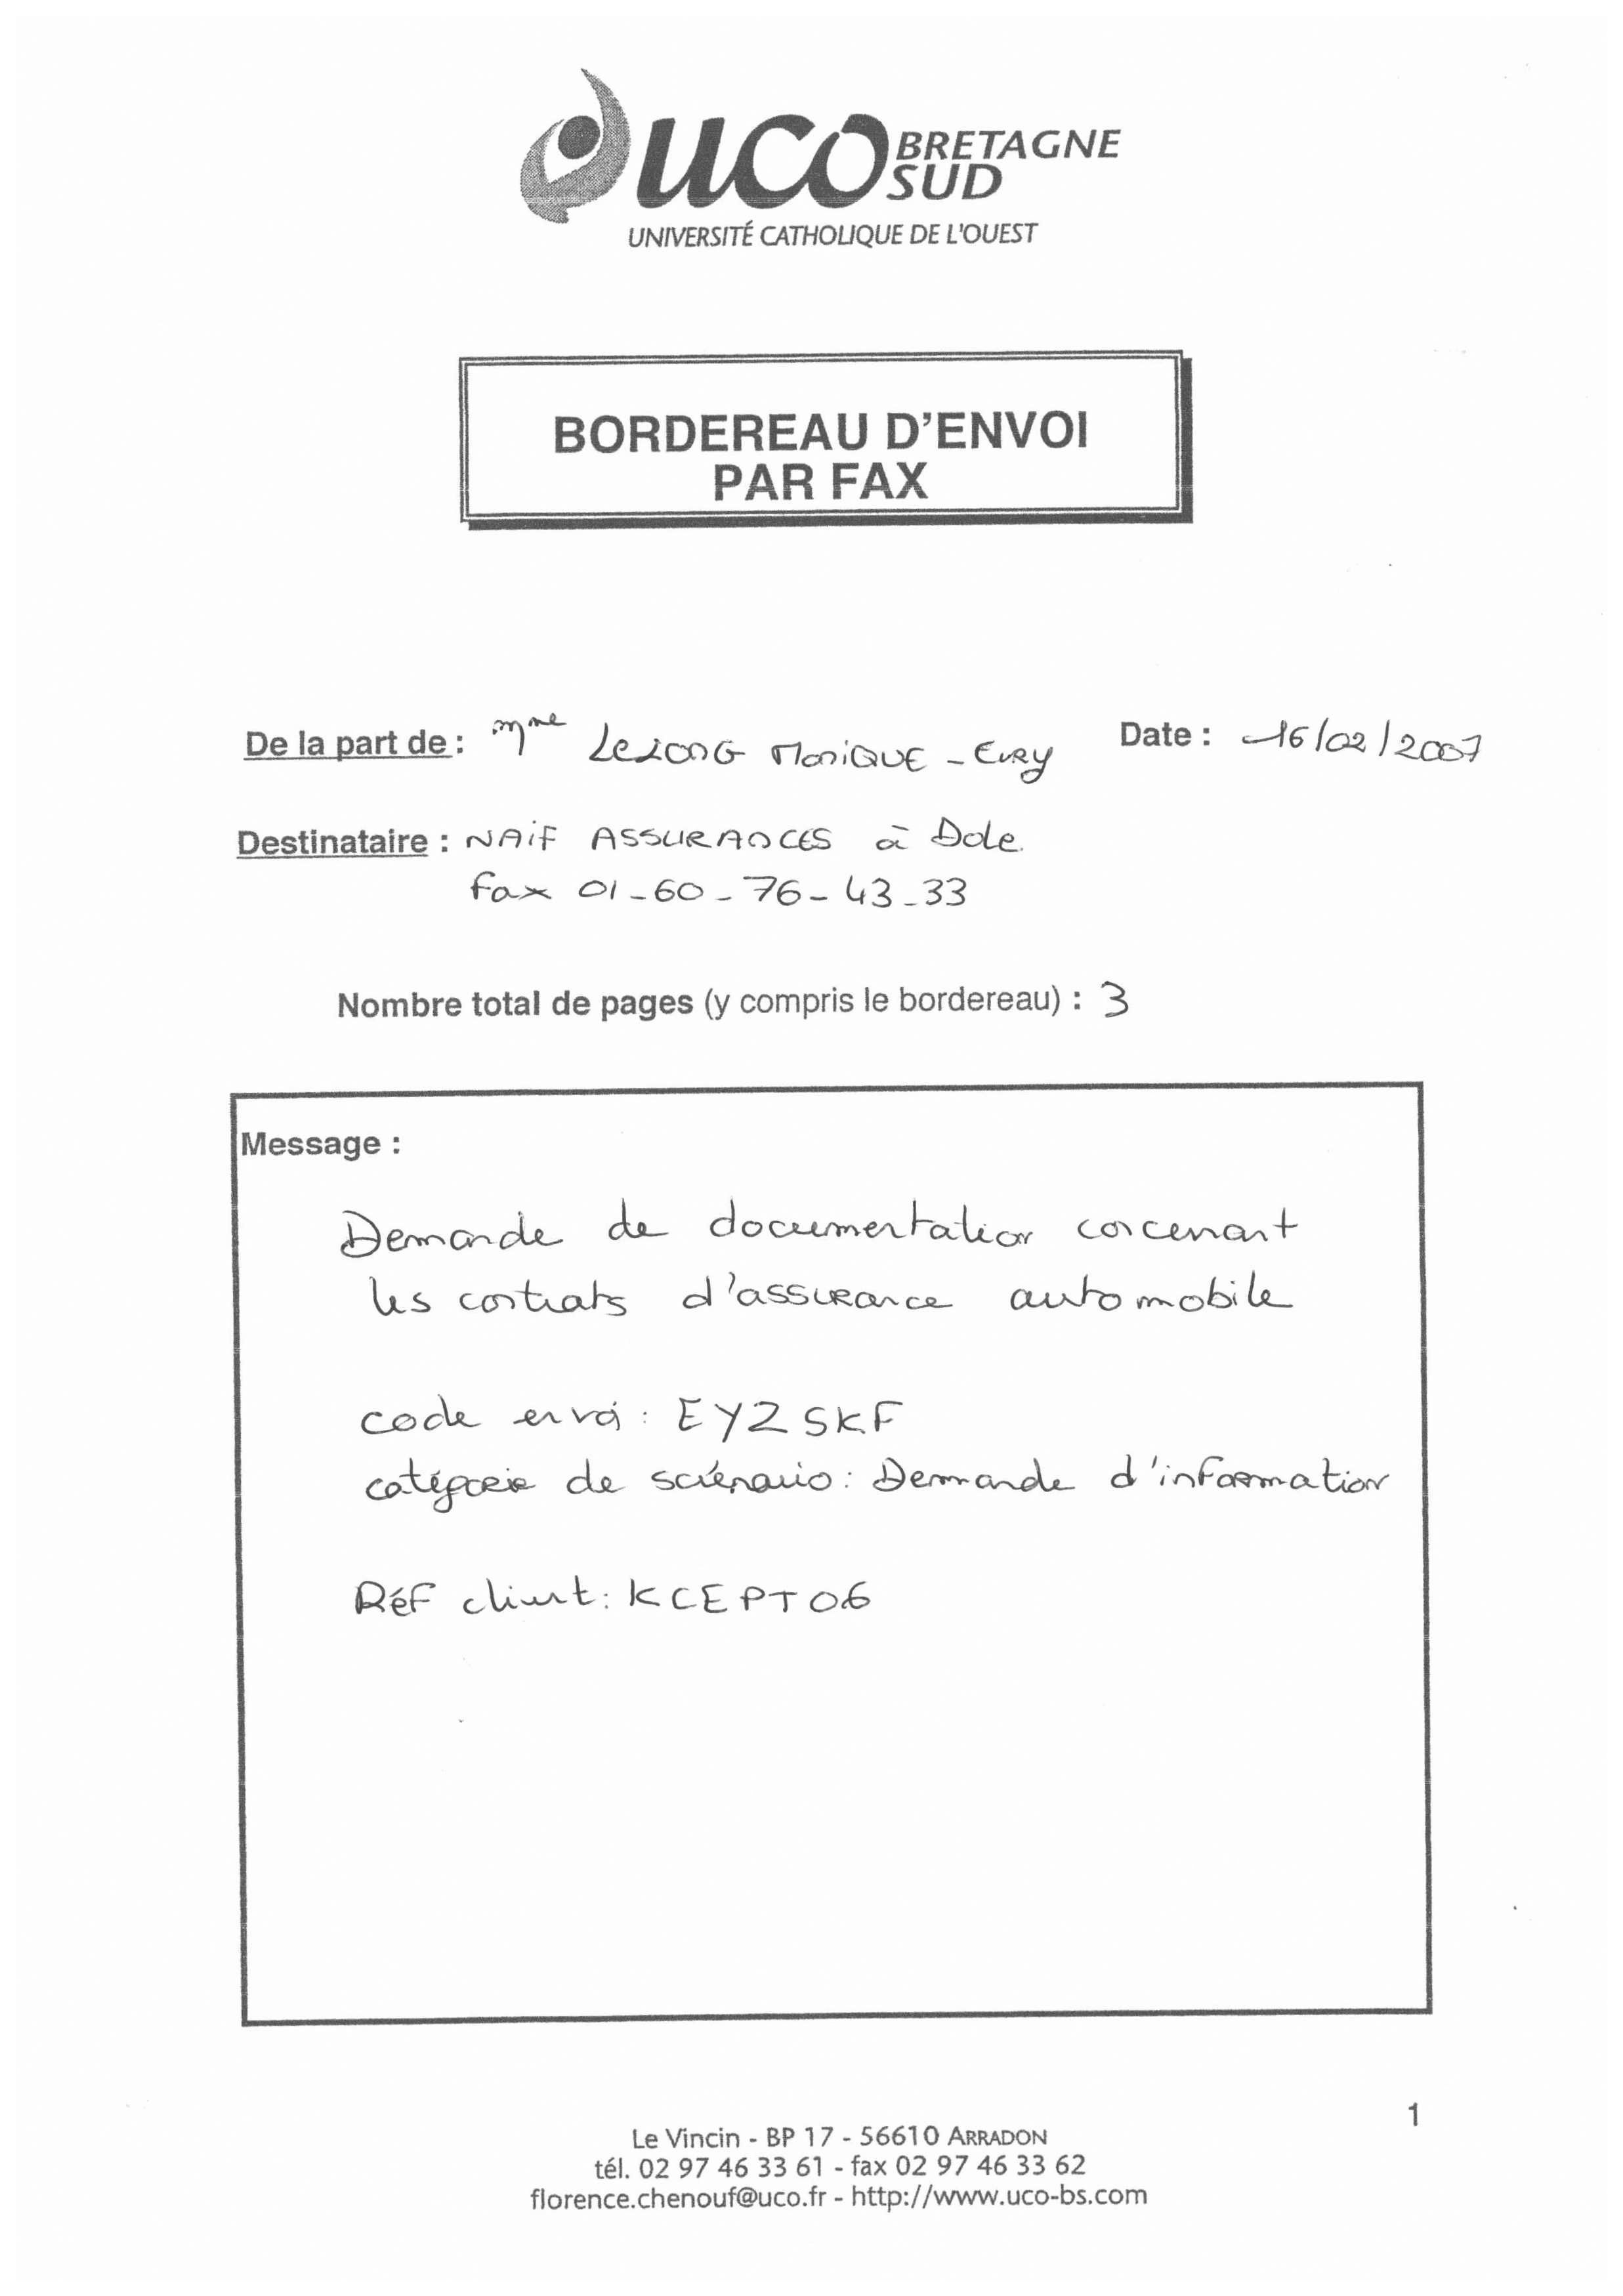 uco BRETAGNE
SUD
UNIVERSITÉ CATHOLIQUE DE L'OUEST
BORDEREAU D'ENVOI
PAR FAX
De la part de : Mme LELONG MONIQUE - EVRY Date : 16/02/2007
Destinataire : NAIF ASSURANCES à Dole.
Fax 01-60-76-43-33
Nombre total de pages (y compris le bordereau) : 3
Message :
Demande de documentation concenant
les contrats d'assurance automobile
code envoi : EYZSKF
catégorie de scénario : Demande d'information
Réf client : KCEPT06
1
Le Vincin - BP 17 - 56610 ARRADON
tél. 02 97 46 33 61 - fax 02 97 46 33 62
florence.chenouf@uco.fr - http://www.uco-bs.com